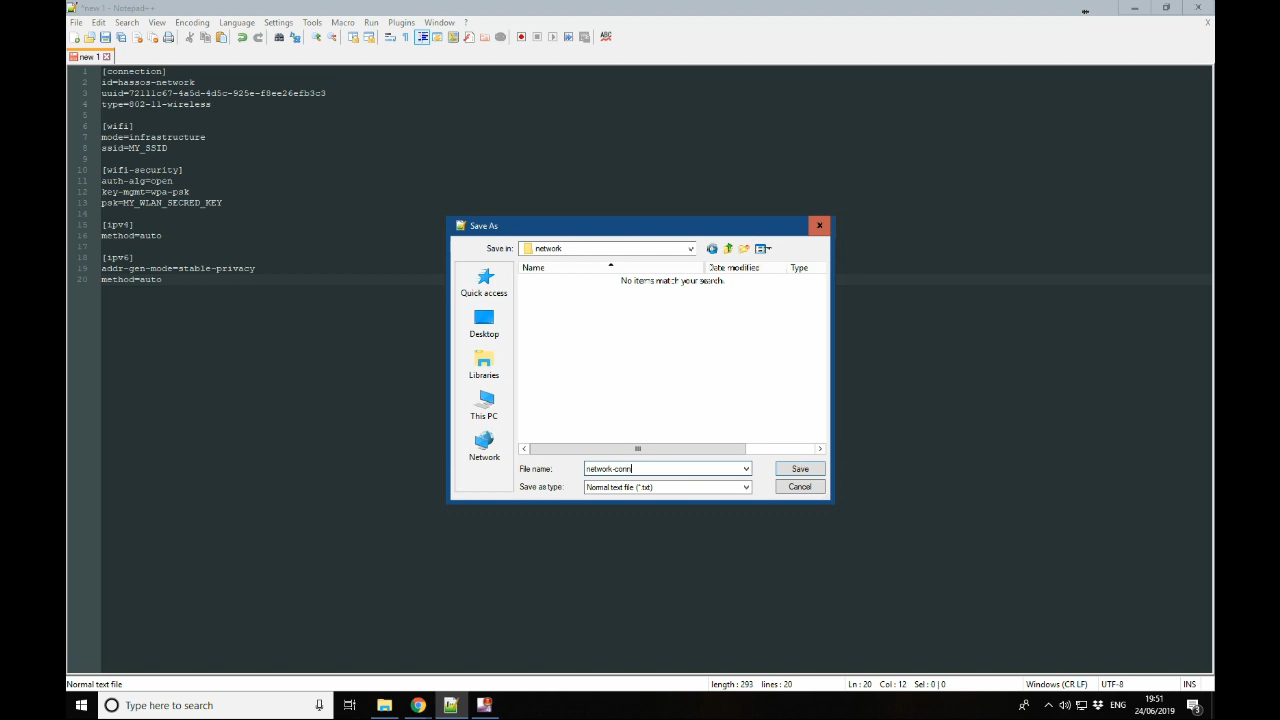 *new 1 - Notepad++
File Edit Search View Encoding Language Settings Tools Macro Run Plugins Window ?
X
new 1
1 [connection]
2 id=hassos-network
3 uuid=72111c67-4a5d-4d5c-925e-f8ee26efb3c3
4 type=802-11-wireless
5
6 [wifi]
7 mode=infrastructure
8 ssid=MY_SSID
9
10 [wifi-security]
11 auth-alg=open
12 key-mgmt=wpa-psk
13 psk=MY_WLAN_SECRED_KEY
14
15 [ipv4]
16 method=auto
17
18 [ipv6]
19 addr-gen-mode=stable-privacy
20 method=auto
Save As
Save in: network
Name Date modified Type
No items match your search.
Quick access
Desktop
Libraries
This PC
Network
File name: network-conn Save
Save as type: Normal text file (*.txt) Cancel
Normal text file length : 293 lines : 20 Ln : 20 Col : 12 Sel : 0 | 0 Windows (CR LF) UTF-8 INS
Type here to search
ENG
19:51
24/06/2019
3